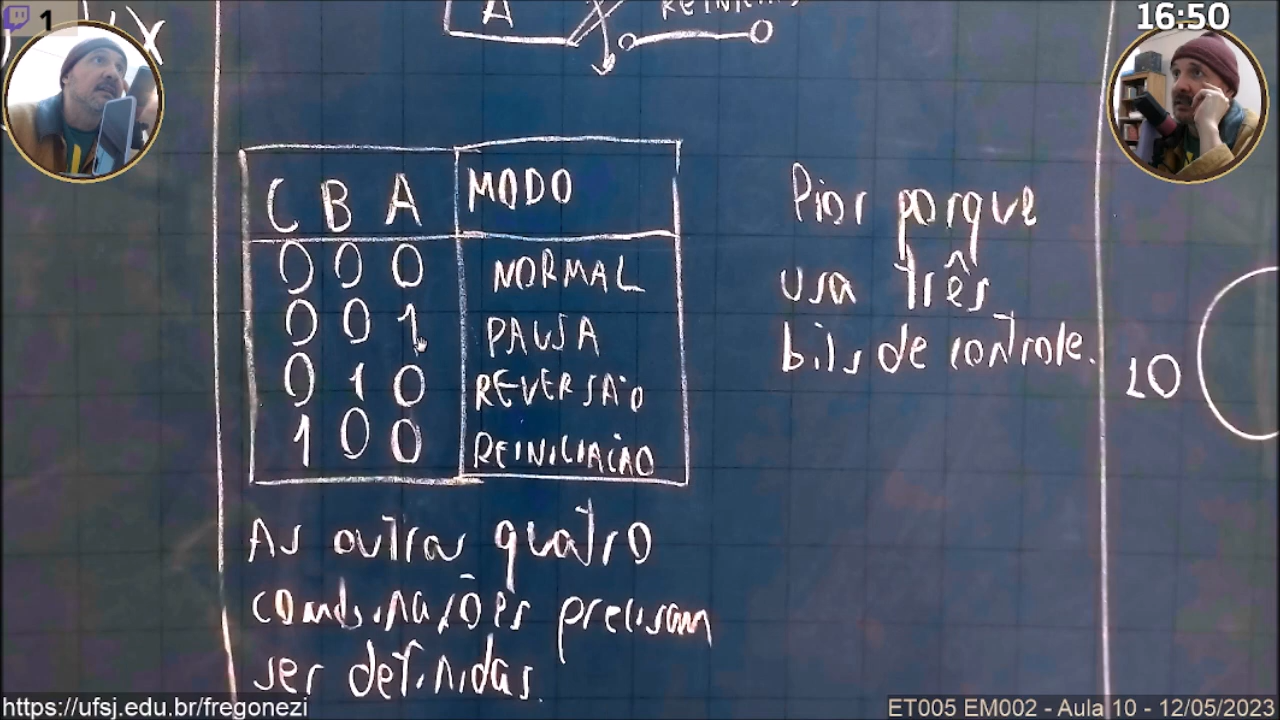 1
16:50
A
C B A MODO
0 0 0 NORMAL
0 0 1 PAUSA
0 1 0 REVERSÃO
1 0 0 REINICIAÇÃO
Pior porque
usa três
bits de controle.
10
As outras quatro
combinações precisam
ser definidas.
https://ufsj.edu.br/fregonezi
ET005 EM002 - Aula 10 - 12/05/2023